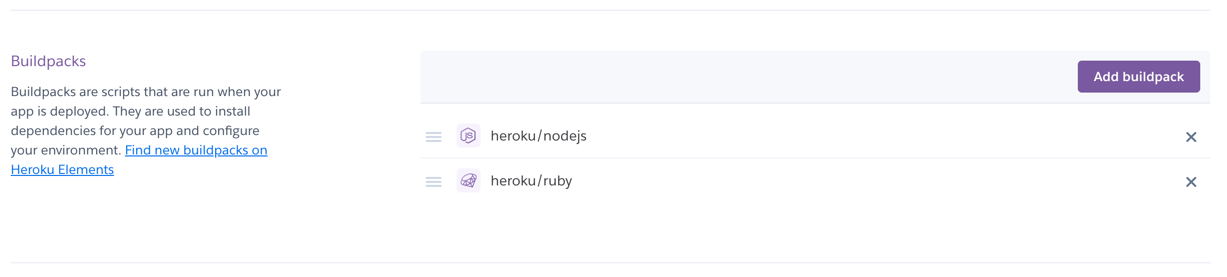 Buildpacks
Buildpacks are scripts that are run when your
app is deployed. They are used to install
dependencies for your app and configure
your environment. Find new buildpacks on
Heroku Elements
Add buildpack
heroku/nodejs
heroku/ruby